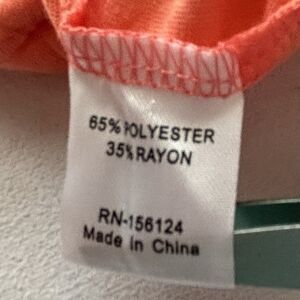 65% POLYESTER
35% RAYON
RN-156124
Made in China